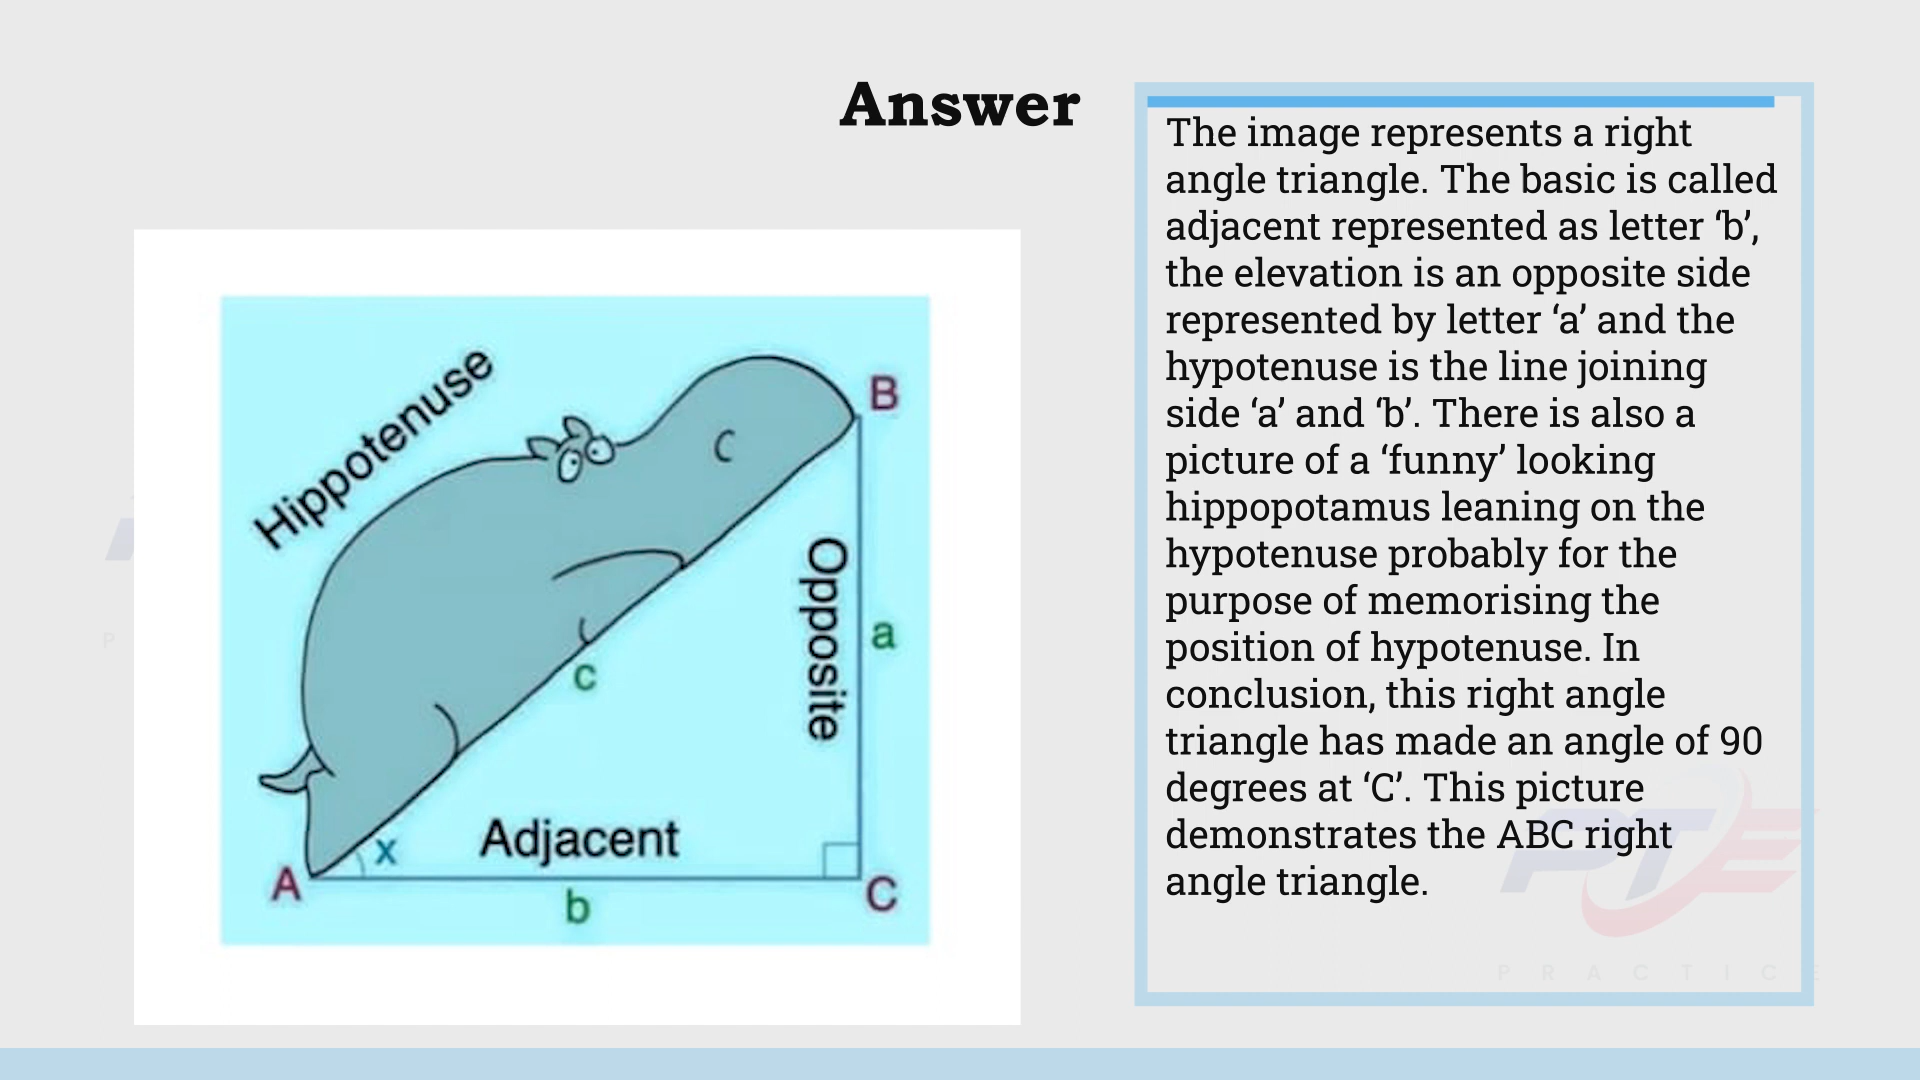 Answer
Hippotenuse
B
Opposite
a
c
Adjacent
x
A
b
C
The image represents a right
angle triangle. The basic is called
adjacent represented as letter ‘b’,
the elevation is an opposite side
represented by letter ‘a’ and the
hypotenuse is the line joining
side ‘a’ and ‘b’. There is also a
picture of a ‘funny’ looking
hippopotamus leaning on the
hypotenuse probably for the
purpose of memorising the
position of hypotenuse. In
conclusion, this right angle
triangle has made an angle of 90
degrees at ‘C’. This picture
demonstrates the ABC right
angle triangle.
PTE
PRACTICE
P